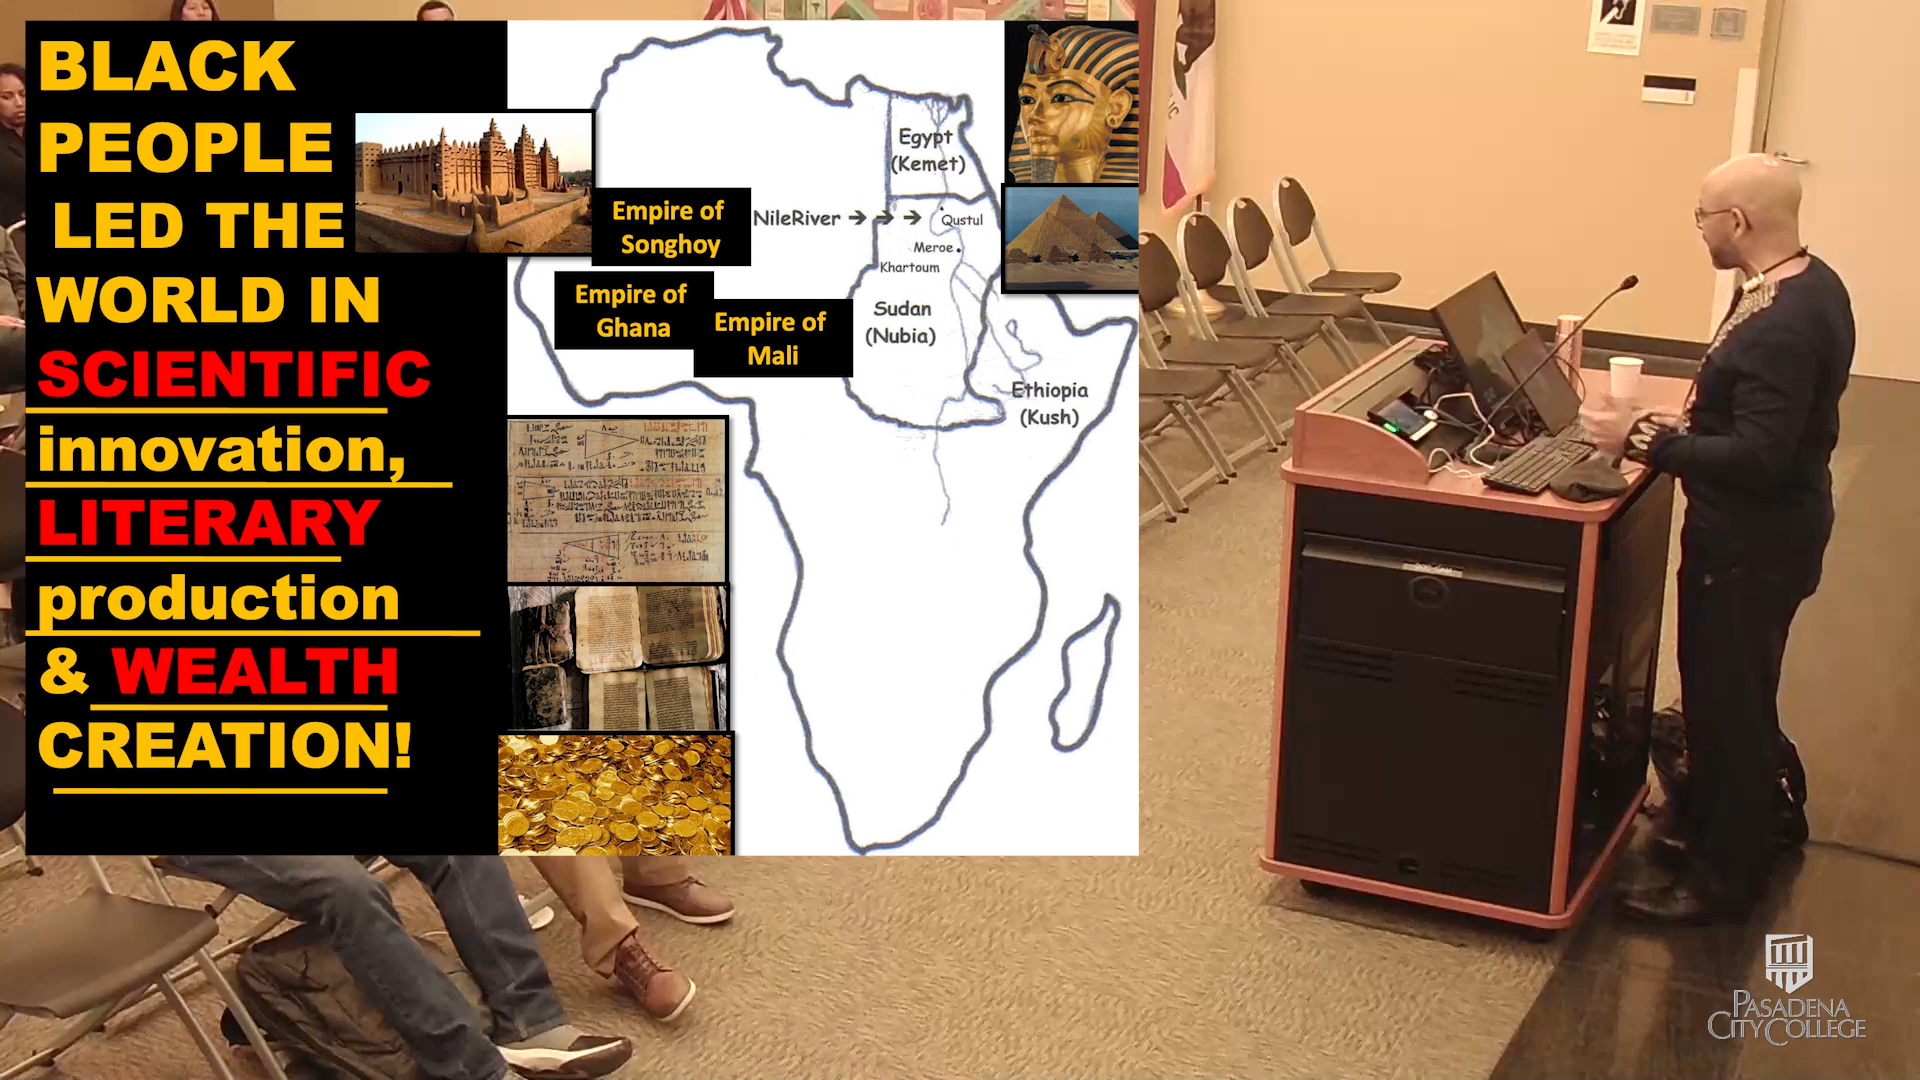 BLACK
PEOPLE
LED THE
WORLD IN
SCIENTIFIC
innovation,
LITERARY
production
& WEALTH
CREATION!
Empire of
Songhoy
Empire of
Ghana
Empire of
Mali
Egypt
(Kemet)
NileRiver → → →
Qustul
Meroe
Khartoum
Sudan
(Nubia)
Ethiopia
(Kush)
PASADENA
CITY COLLEGE